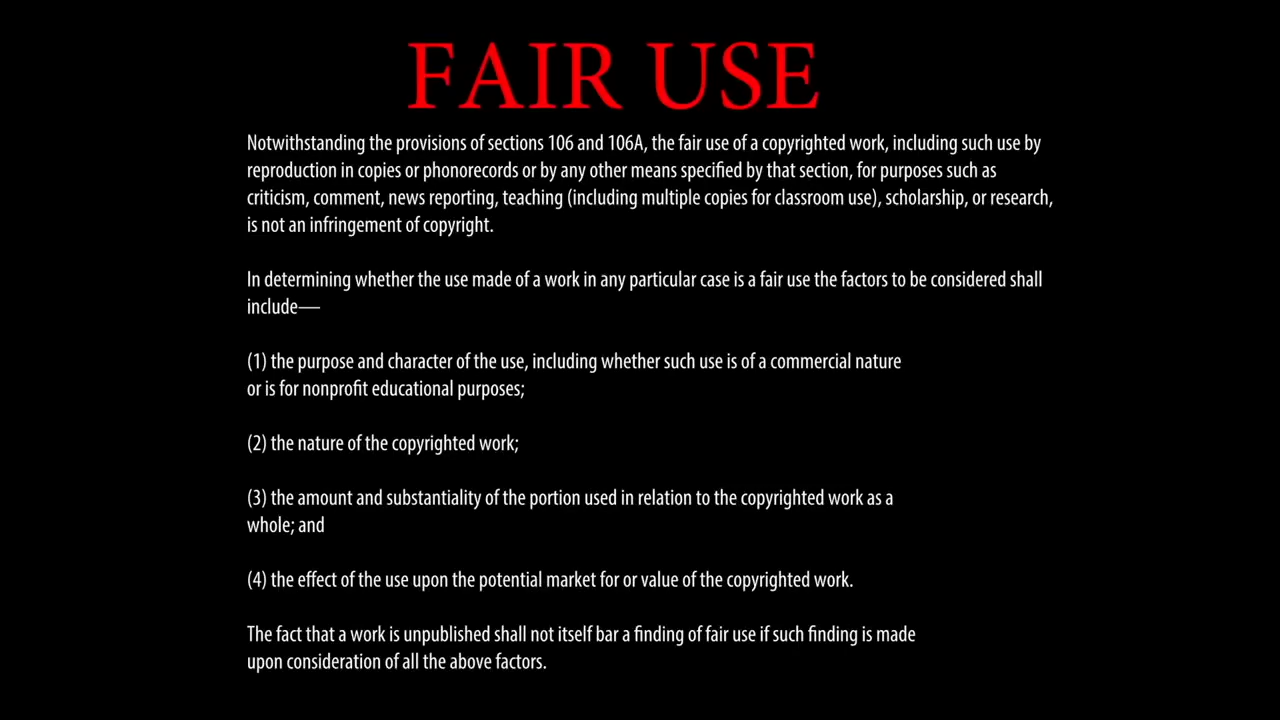 FAIR USE
Notwithstanding the provisions of sections 106 and 106A, the fair use of a copyrighted work, including such use by
reproduction in copies or phonorecords or by any other means specified by that section, for purposes such as
criticism, comment, news reporting, teaching (including multiple copies for classroom use), scholarship, or research,
is not an infringement of copyright.
In determining whether the use made of a work in any particular case is a fair use the factors to be considered shall
include—
(1) the purpose and character of the use, including whether such use is of a commercial nature
or is for nonprofit educational purposes;
(2) the nature of the copyrighted work;
(3) the amount and substantiality of the portion used in relation to the copyrighted work as a
whole; and
(4) the effect of the use upon the potential market for or value of the copyrighted work.
The fact that a work is unpublished shall not itself bar a finding of fair use if such finding is made
upon consideration of all the above factors.